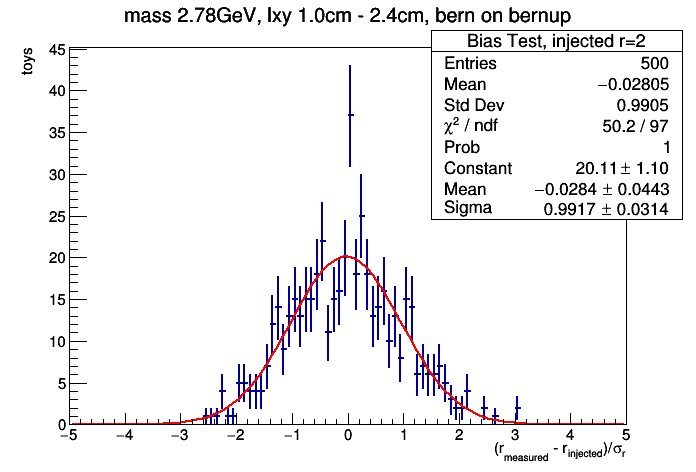 mass 2.78GeV, lxy 1.0cm - 2.4cm, bern on bernup
Bias Test, injected r=2
Entries 500
Mean −0.02805
Std Dev 0.9905
χ² / ndf 50.2 / 97
Prob 1
Constant 20.11 ± 1.10
Mean −0.0284 ± 0.0443
Sigma 0.9917 ± 0.0314
toys
45
40
35
30
25
20
15
10
5
0
−5 −4 −3 −2 −1 0 1 2 3 4 5
(r_measured - r_injected)/σ_r